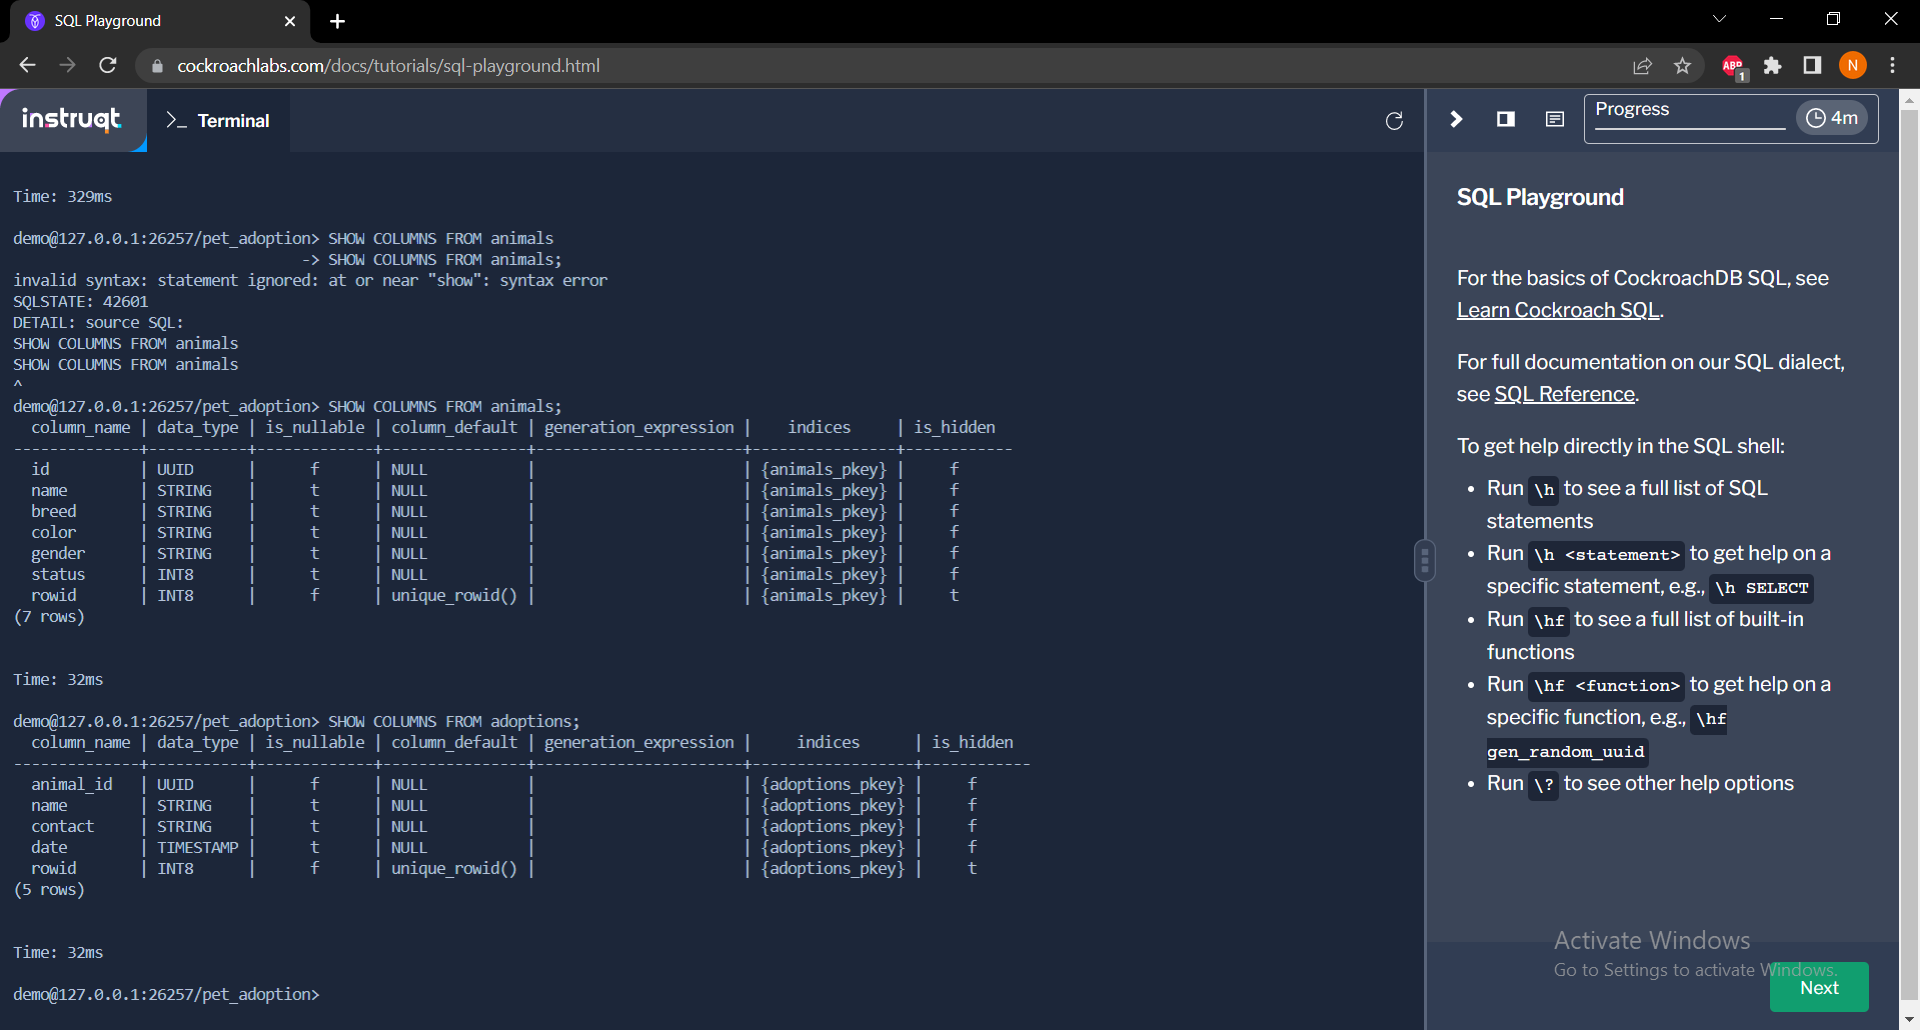 SQL Playground
cockroachlabs.com/docs/tutorials/sql-playground.html
ABP
1
N
instruqt
>_ Terminal
Progress
4m
Time: 329ms
demo@127.0.0.1:26257/pet_adoption> SHOW COLUMNS FROM animals
-> SHOW COLUMNS FROM animals;
invalid syntax: statement ignored: at or near "show": syntax error
SQLSTATE: 42601
DETAIL: source SQL:
SHOW COLUMNS FROM animals
SHOW COLUMNS FROM animals
^
demo@127.0.0.1:26257/pet_adoption> SHOW COLUMNS FROM animals;
column_name | data_type | is_nullable | column_default | generation_expression | indices | is_hidden
--------------+-----------+-------------+----------------+-----------------------+----------------+------------
id | UUID | f | NULL | | {animals_pkey} | f
name | STRING | t | NULL | | {animals_pkey} | f
breed | STRING | t | NULL | | {animals_pkey} | f
color | STRING | t | NULL | | {animals_pkey} | f
gender | STRING | t | NULL | | {animals_pkey} | f
status | INT8 | t | NULL | | {animals_pkey} | f
rowid | INT8 | f | unique_rowid() | | {animals_pkey} | t
(7 rows)
Time: 32ms
demo@127.0.0.1:26257/pet_adoption> SHOW COLUMNS FROM adoptions;
column_name | data_type | is_nullable | column_default | generation_expression | indices | is_hidden
--------------+-----------+-------------+----------------+-----------------------+------------------+------------
animal_id | UUID | f | NULL | | {adoptions_pkey} | f
name | STRING | t | NULL | | {adoptions_pkey} | f
contact | STRING | t | NULL | | {adoptions_pkey} | f
date | TIMESTAMP | t | NULL | | {adoptions_pkey} | f
rowid | INT8 | f | unique_rowid() | | {adoptions_pkey} | t
(5 rows)
Time: 32ms
demo@127.0.0.1:26257/pet_adoption>
SQL Playground
For the basics of CockroachDB SQL, see
Learn Cockroach SQL.
For full documentation on our SQL dialect,
see SQL Reference.
To get help directly in the SQL shell:
• Run \h to see a full list of SQL
statements
• Run \h <statement> to get help on a
specific statement, e.g., \h SELECT
• Run \hf to see a full list of built-in
functions
• Run \hf <function> to get help on a
specific function, e.g., \hf
gen_random_uuid
• Run \? to see other help options
Activate Windows
Go to Settings to activate Windows.
Next